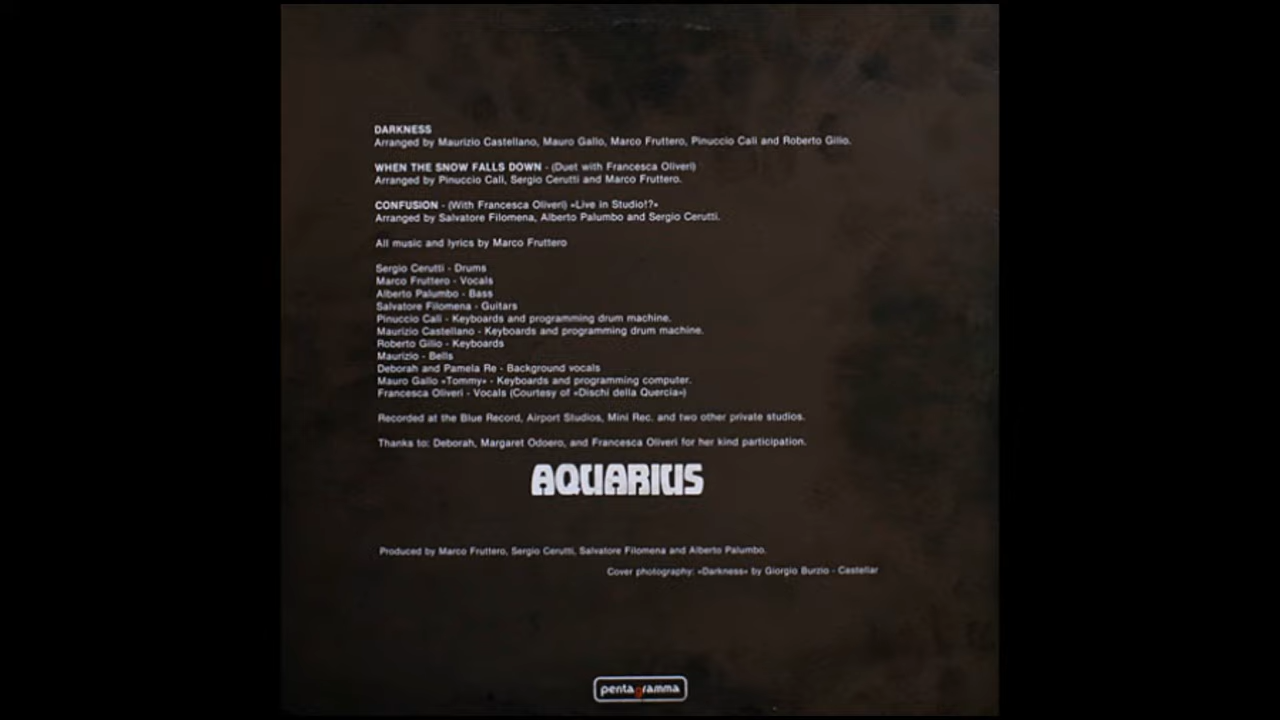 DARKNESS
Arranged by Maurizio Castellano, Mauro Gallo, Marco Fruttero, Pinuccio Calì and Roberto Gilio.
WHEN THE SNOW FALLS DOWN - (Duet with Francesca Oliveri)
Arranged by Pinuccio Calì, Sergio Cerutti and Marco Fruttero.
CONFUSION - (With Francesca Oliveri) «Live in Studio!?»
Arranged by Salvatore Filomena, Alberto Palumbo and Sergio Cerutti.
All music and lyrics by Marco Fruttero
Sergio Cerutti - Drums
Marco Fruttero - Vocals
Alberto Palumbo - Bass
Salvatore Filomena - Guitars
Pinuccio Calì - Keyboards and programming drum machine.
Maurizio Castellano - Keyboards and programming drum machine.
Roberto Gilio - Keyboards
Maurizio - Bells
Deborah and Pamela Re - Background vocals
Mauro Gallo «Tommy» - Keyboards and programming computer.
Francesca Oliveri - Vocals (Courtesy of «Dischi della Quercia»)
Recorded at the Blue Record, Airport Studios, Mini Rec. and two other private studios.
Thanks to: Deborah, Margaret Odoero, and Francesca Oliveri for her kind participation.
AQUARIUS
Produced by Marco Fruttero, Sergio Cerutti, Salvatore Filomena and Alberto Palumbo.
Cover photography: «Darkness» by Giorgio Burzio - Castellar
pentagramma